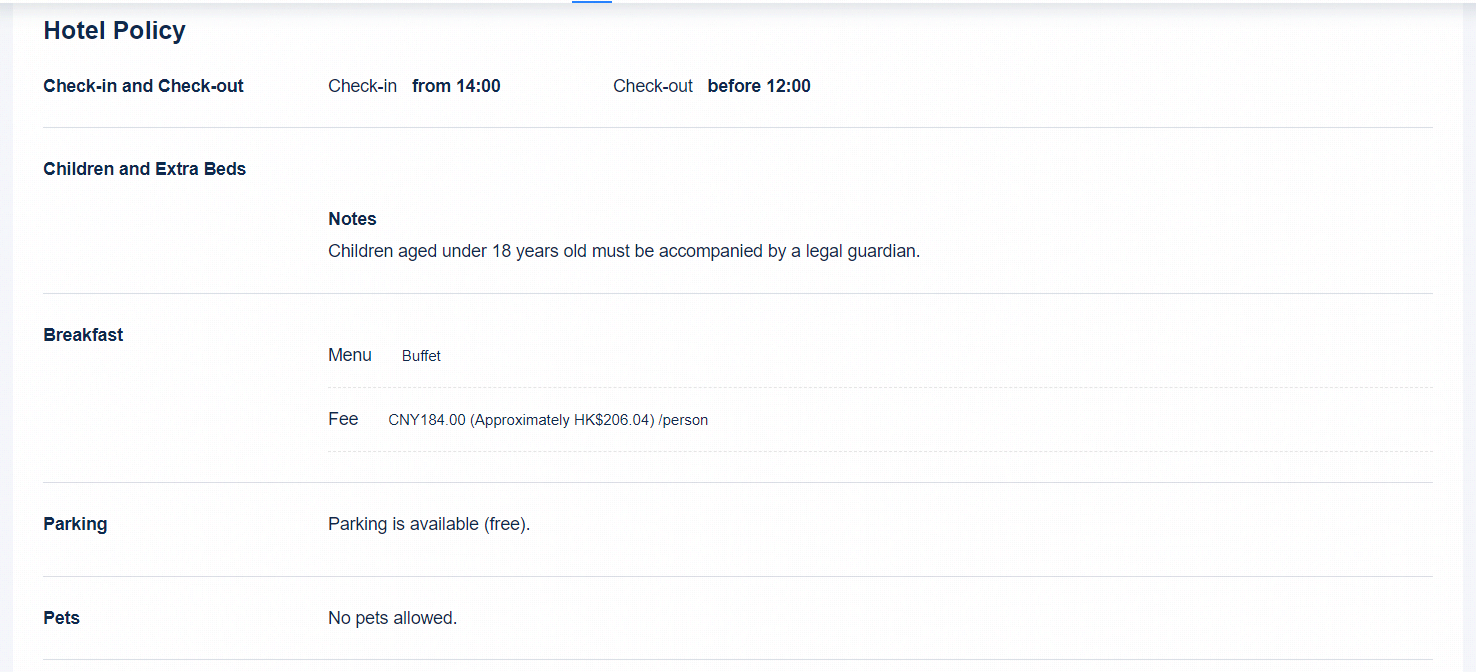 Hotel Policy
Check-in and Check-out Check-in from 14:00 Check-out before 12:00
Children and Extra Beds
Notes
Children aged under 18 years old must be accompanied by a legal guardian.
Breakfast
Menu Buffet
Fee CNY184.00 (Approximately HK$206.04) /person
Parking Parking is available (free).
Pets No pets allowed.